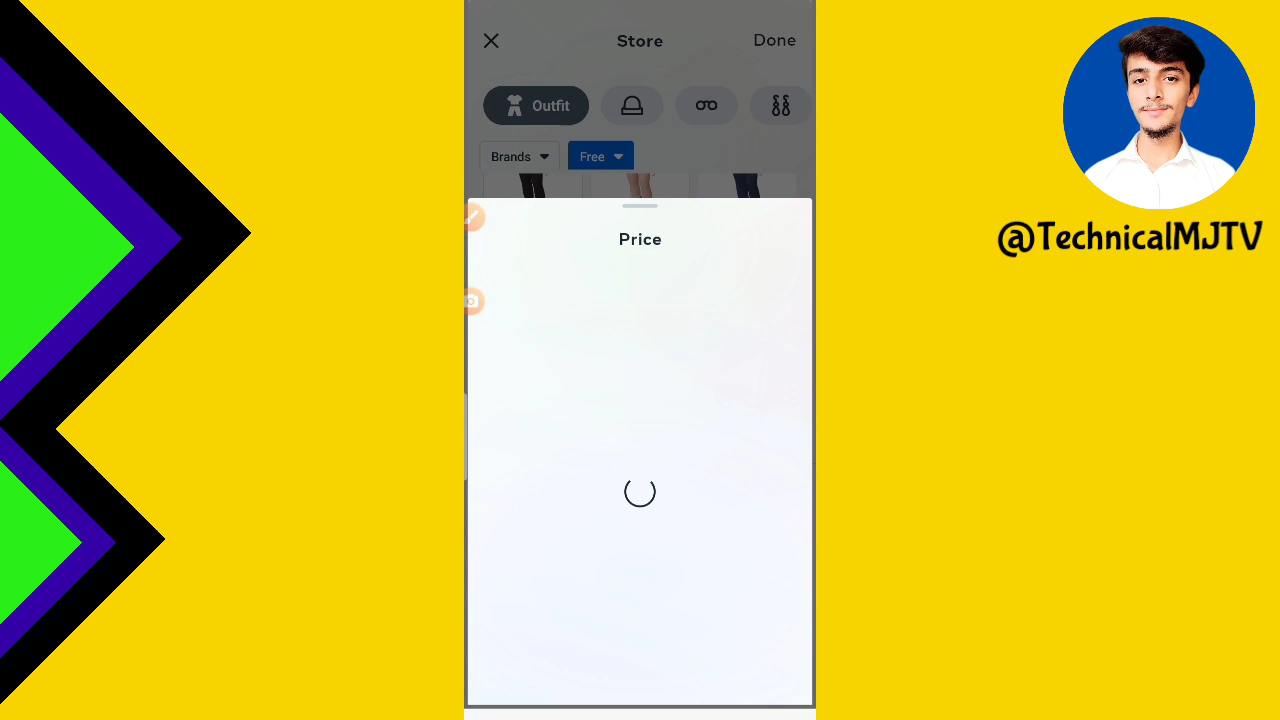 Store
Done
Outfit
Brands
Free
Price
@TechnicalMJTV